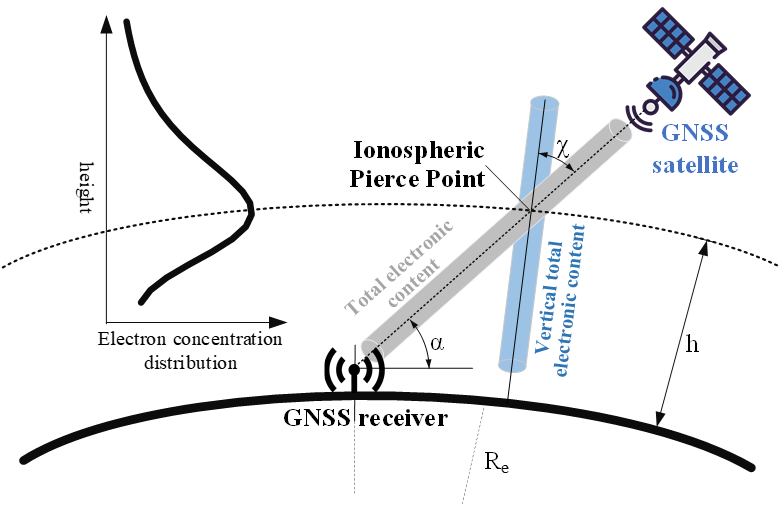 GNSS
satellite
Ionospheric
Pierce Point
χ
height
Total electronic
content
Vertical total
electronic content
Electron concentration
distribution
α
h
GNSS receiver
Re